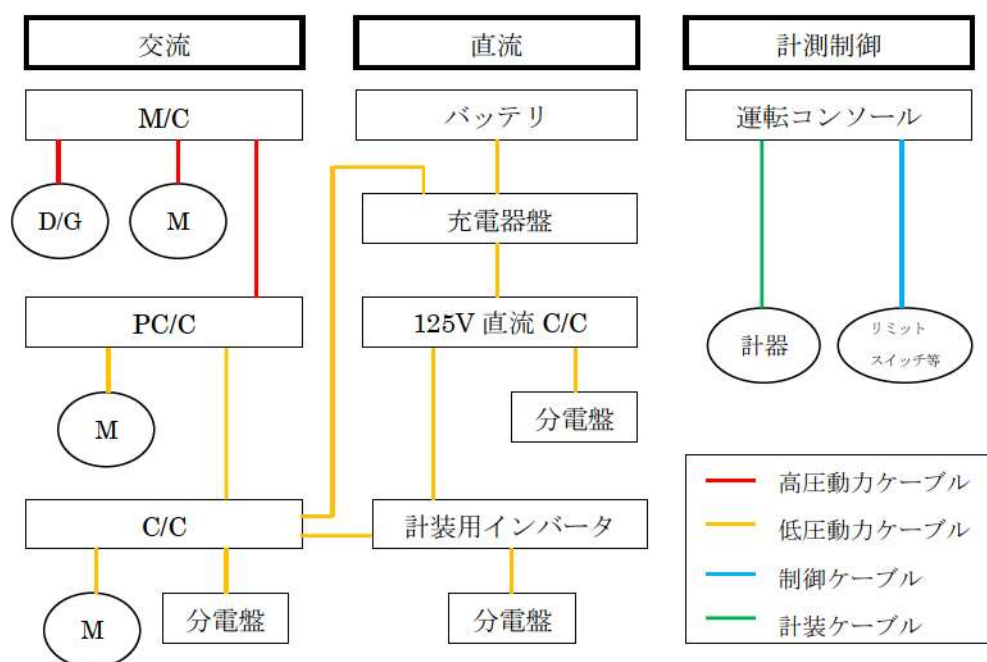 交流
直流
計測制御
M/C
バッテリ
運転コンソール
D/G
M
充電器盤
PC/C
125V 直流 C/C
計器
リミット
スイッチ等
M
分電盤
高圧動力ケーブル
C/C
計装用インバータ
低圧動力ケーブル
制御ケーブル
M
分電盤
分電盤
計装ケーブル